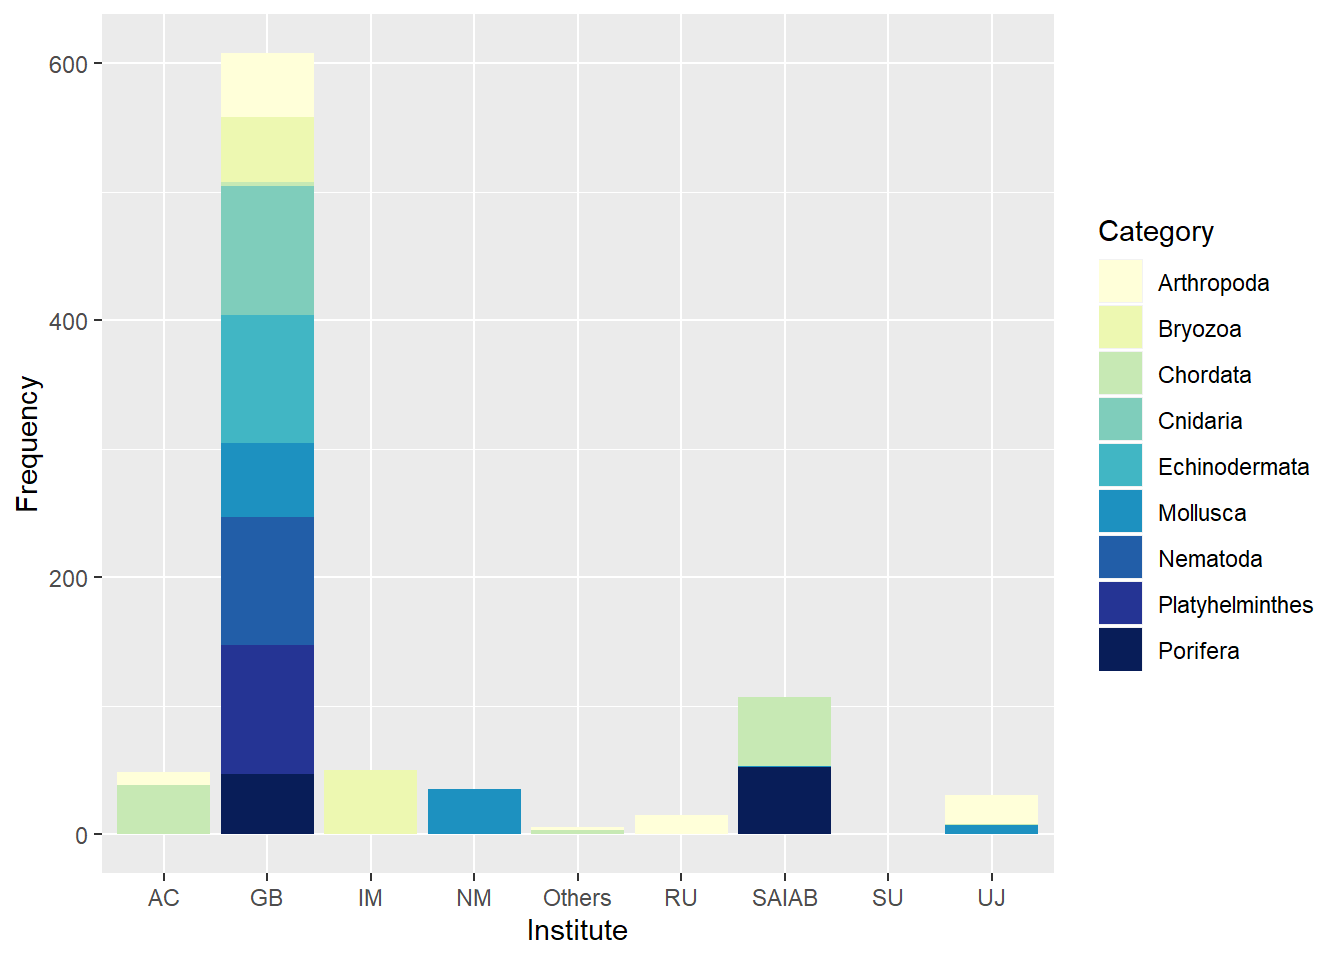 600
400
200
0
Frequency
AC GB IM NM Others RU SAIAB SU UJ
Institute
Category
Arthropoda
Bryozoa
Chordata
Cnidaria
Echinodermata
Mollusca
Nematoda
Platyhelminthes
Porifera